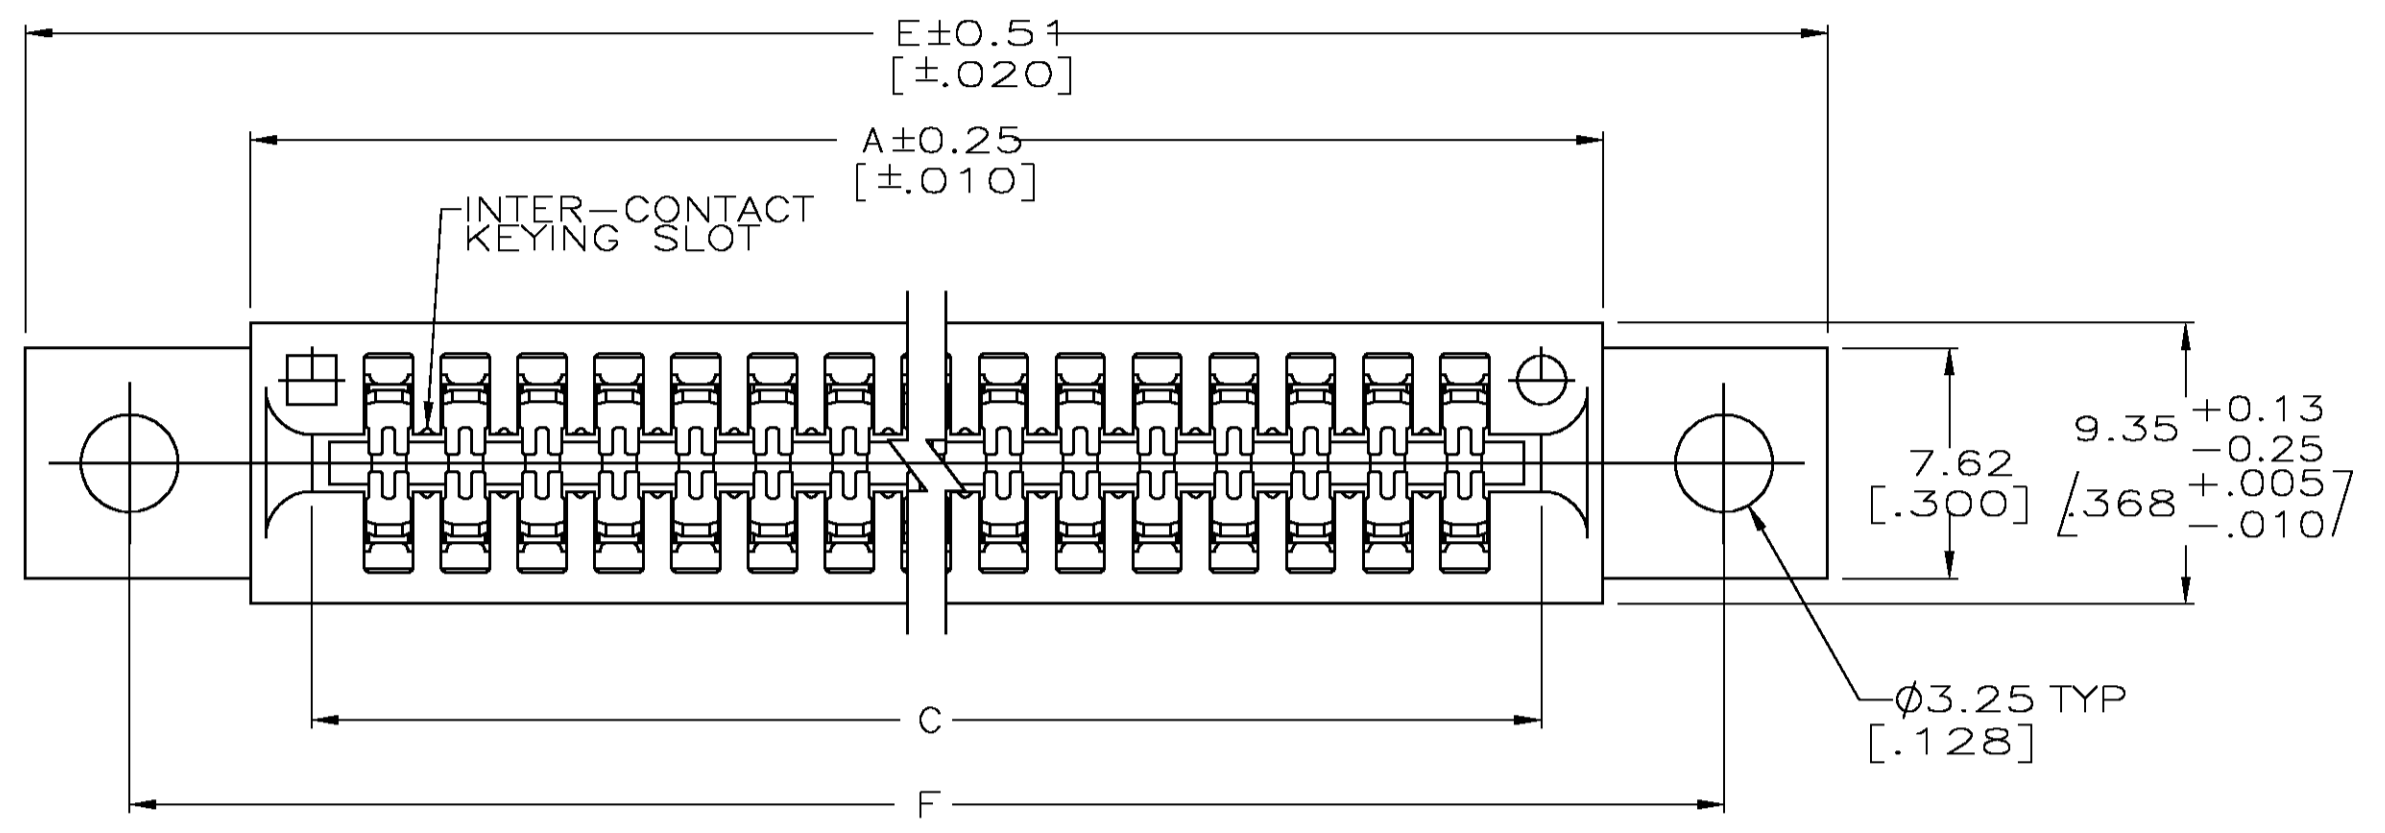 E±0.51
[±.020]
A±0.25
[±.010]
INTER-CONTACT
KEYING SLOT
9.35 +0.13
-0.25
[.368 +.005
-.010]
7.62
[.300]
Ø3.25 TYP
[.128]
C
F